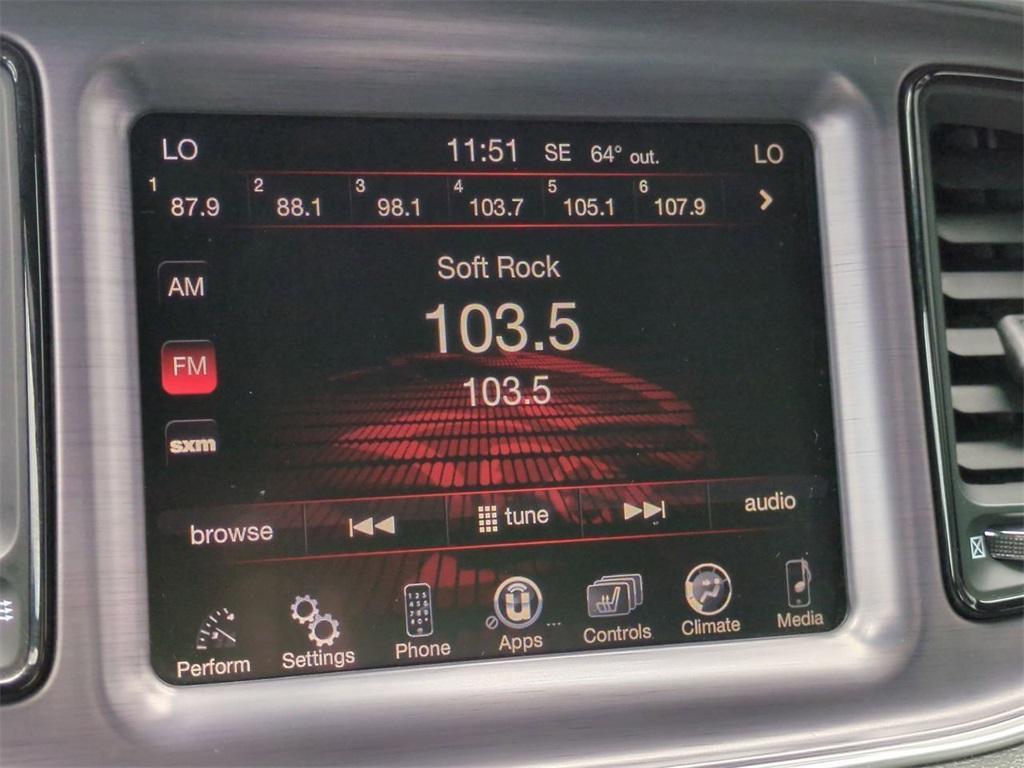 LO 11:51 SE 64° out. LO
1 87.9 2 88.1 3 98.1 4 103.7 5 105.1 6 107.9
Soft Rock
AM
103.5
FM
103.5
sxm
browse tune audio
Perform Settings Phone Apps Controls Climate Media